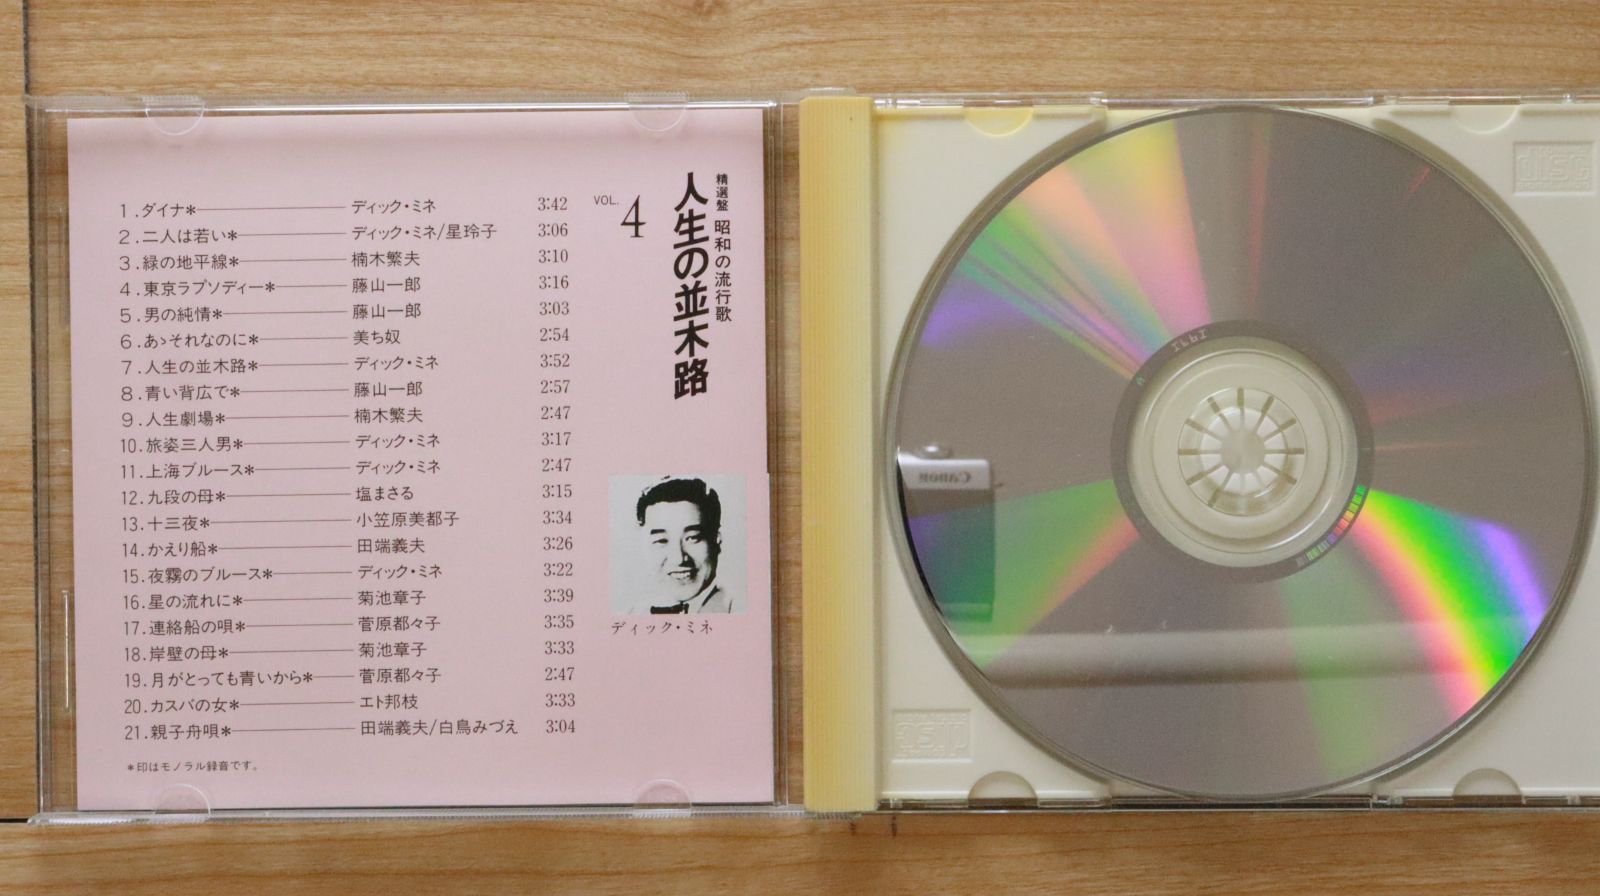 精選盤 昭和の流行歌
人生の並木路
VOL. 4
1.ダイナ* ディック・ミネ 3:42
2.二人は若い* ディック・ミネ/星玲子 3:06
3.緑の地平線* 楠木繁夫 3:10
4.東京ラプソディー* 藤山一郎 3:16
5.男の純情* 藤山一郎 3:03
6.あゝそれなのに* 美ち奴 2:54
7.人生の並木路* ディック・ミネ 3:52
8.青い背広で* 藤山一郎 2:57
9.人生劇場* 楠木繁夫 2:47
10.旅姿三人男* ディック・ミネ 3:17
11.上海ブルース* ディック・ミネ 2:47
12.九段の母* 塩まさる 3:15
13.十三夜* 小笠原美都子 3:34
14.かえり船* 田端義夫 3:26
15.夜霧のブルース* ディック・ミネ 3:22
16.星の流れに* 菊池章子 3:39
17.連絡船の唄* 菅原都々子 3:35
18.岸壁の母* 菊池章子 3:33
19.月がとっても青いから* 菅原都々子 2:47
20.カスバの女* エト邦枝 3:33
21.親子舟唄* 田端義夫/白鳥みづえ 3:04
*印はモノラル録音です。
ディック・ミネ
Canon
disc
disc